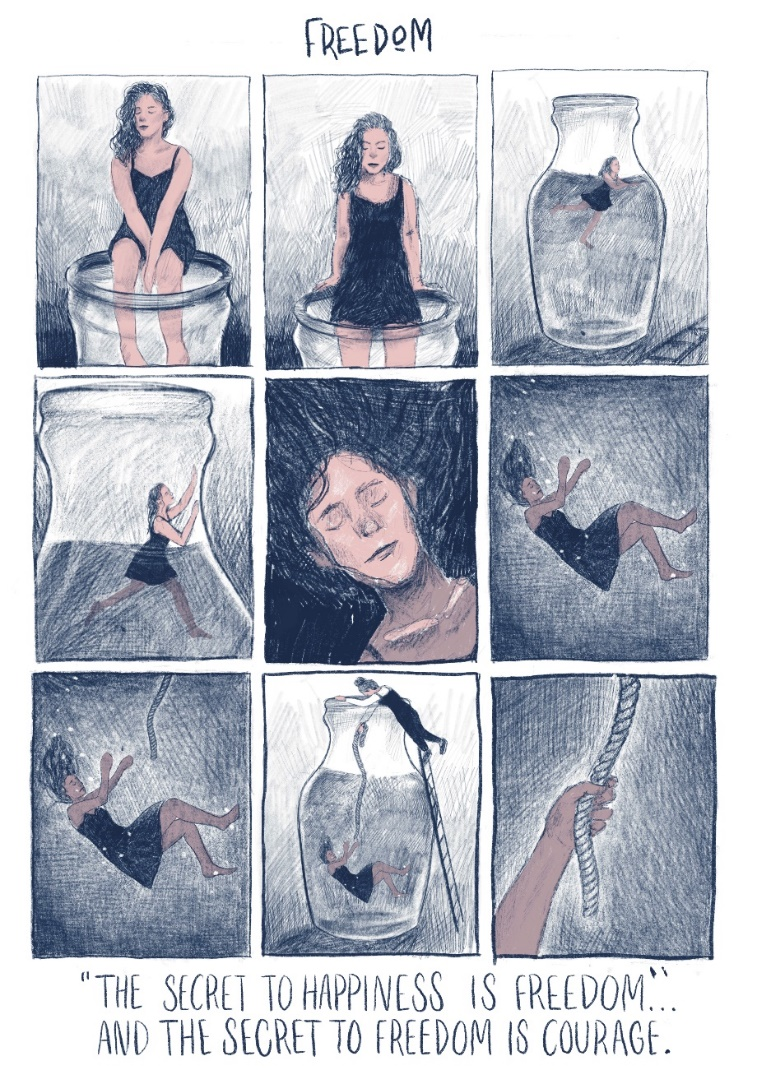 FREEDOM
"THE SECRET TO HAPPINESS IS FREEDOM"...
AND THE SECRET TO FREEDOM IS COURAGE.